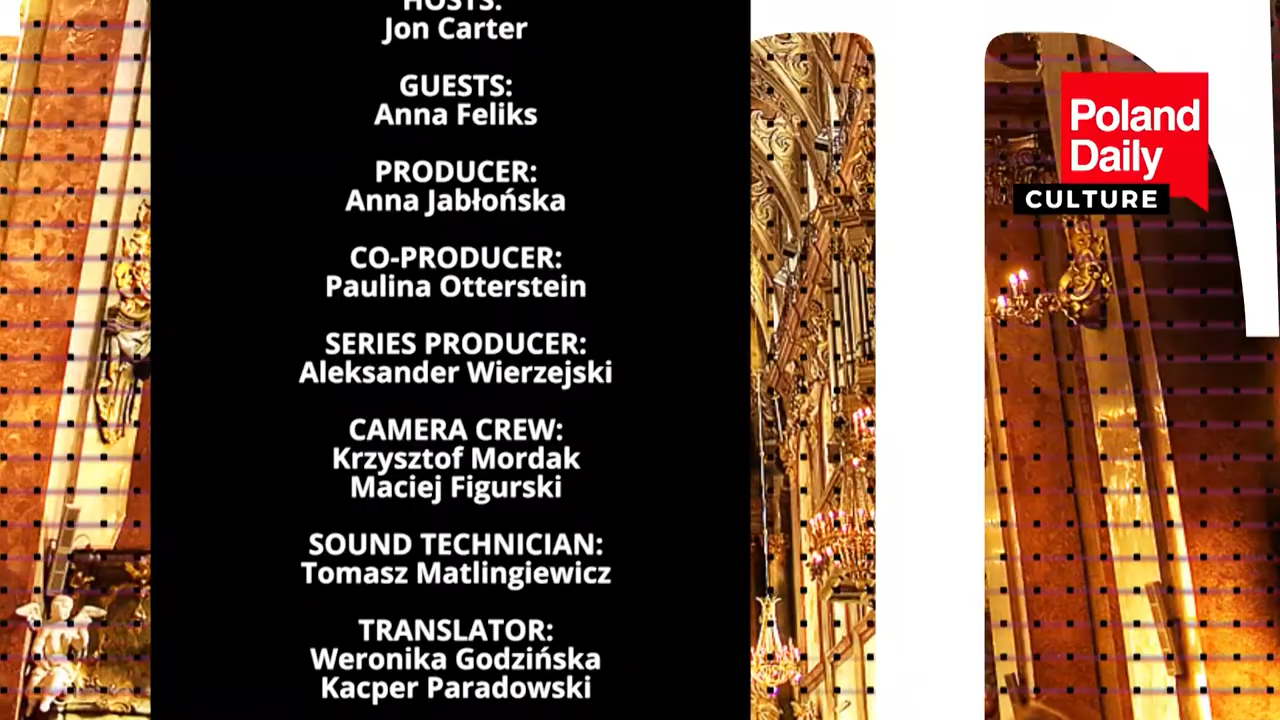 HOSTS:
Jon Carter
GUESTS:
Anna Feliks
PRODUCER:
Anna Jabłońska
CO-PRODUCER:
Paulina Otterstein
SERIES PRODUCER:
Aleksander Wierzejski
CAMERA CREW:
Krzysztof Mordak
Maciej Figurski
SOUND TECHNICIAN:
Tomasz Matlingiewicz
TRANSLATOR:
Weronika Godzińska
Kacper Paradowski
Poland
Daily
CULTURE